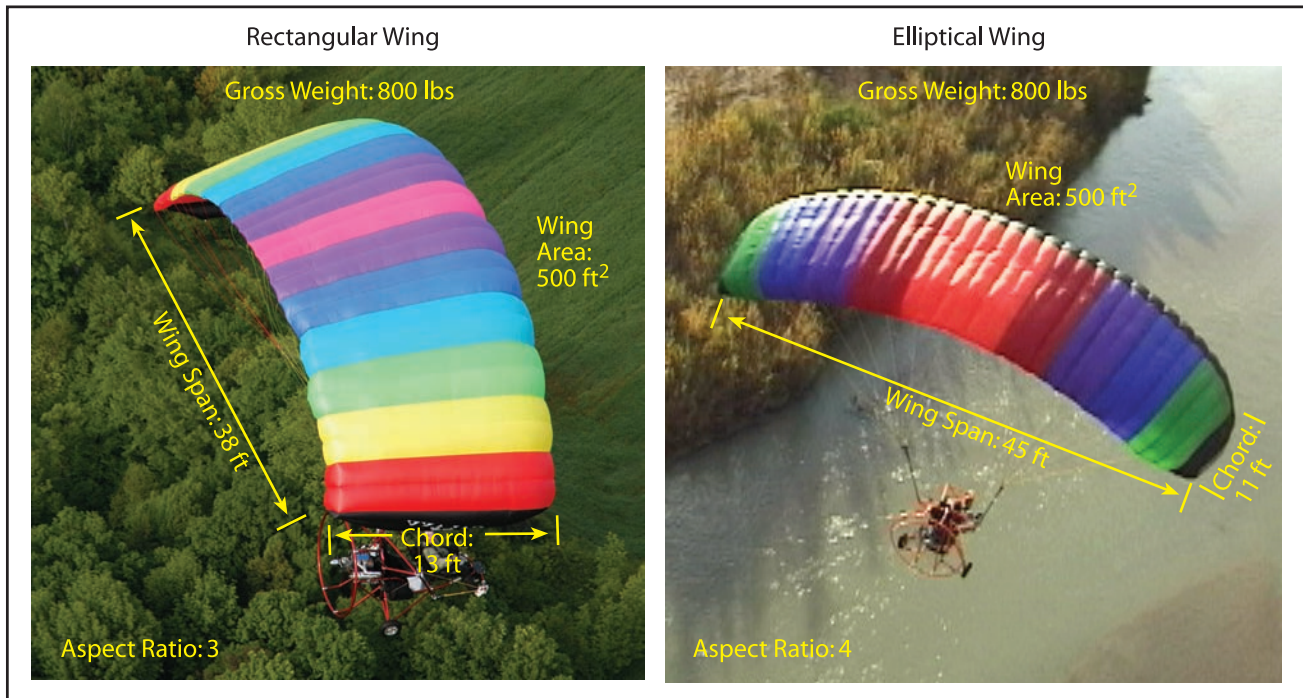 Rectangular Wing
Gross Weight: 800 lbs
Wing
Area:
500 ft²
Wing Span: 38 ft
Chord:
13 ft
Aspect Ratio: 3
Elliptical Wing
Gross Weight: 800 lbs
Wing
Area: 500 ft²
Wing Span: 45 ft
Chord:
11 ft
Aspect Ratio: 4